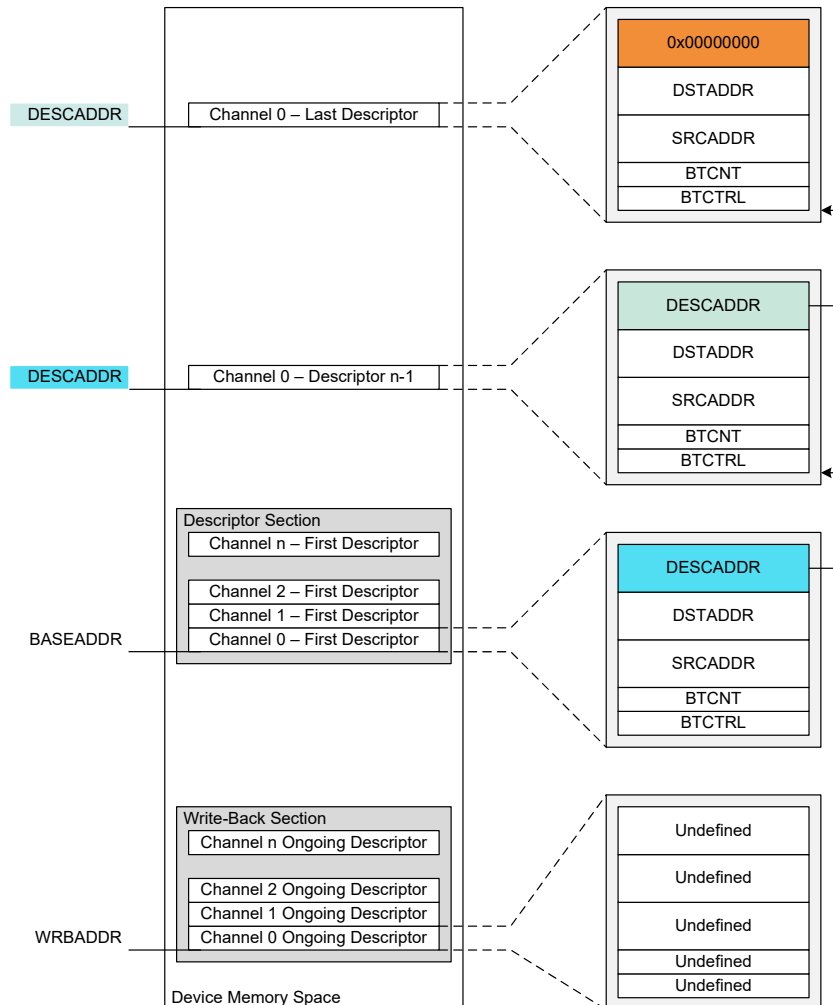 0x00000000
DESCADDR
Channel 0 – Last Descriptor
DSTADDR
SRCADDR
BTCNT
BTCTRL
DESCADDR
DESCADDR
Channel 0 – Descriptor n-1
DSTADDR
SRCADDR
BTCNT
BTCTRL
Descriptor Section
Channel n – First Descriptor
Channel 2 – First Descriptor
Channel 1 – First Descriptor
BASEADDR
Channel 0 – First Descriptor
DESCADDR
DSTADDR
SRCADDR
BTCNT
BTCTRL
Write-Back Section
Channel n Ongoing Descriptor
Channel 2 Ongoing Descriptor
Channel 1 Ongoing Descriptor
WRBADDR
Channel 0 Ongoing Descriptor
Undefined
Undefined
Undefined
Undefined
Undefined
Device Memory Space